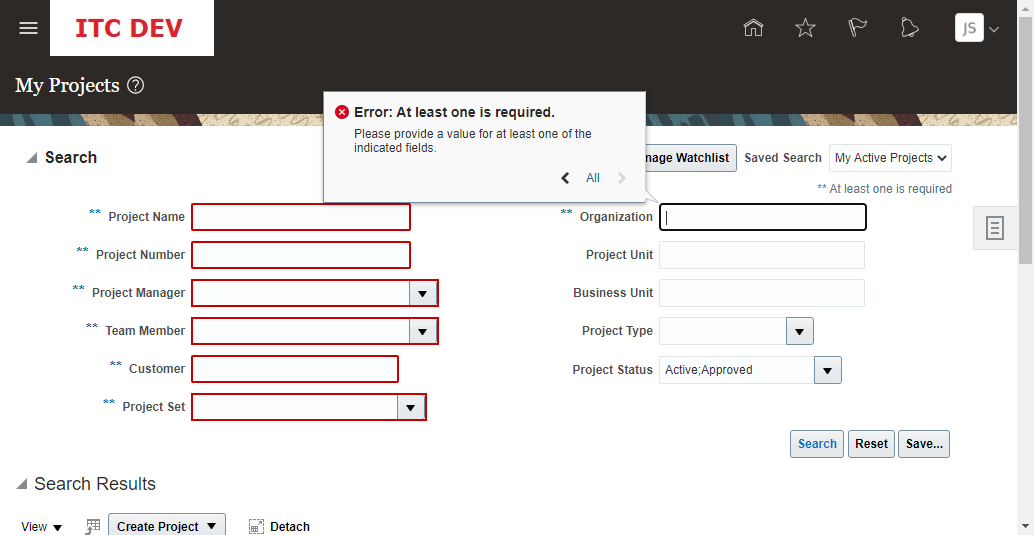 ITC DEV
JS
My Projects
Error: At least one is required.
Please provide a value for at least one of the
indicated fields.
All
Search
nage Watchlist
Saved Search
My Active Projects
** At least one is required
** Project Name
** Organization
** Project Number
Project Unit
** Project Manager
Business Unit
** Team Member
Project Type
** Customer
Project Status
Active;Approved
** Project Set
Search
Reset
Save...
Search Results
View
Create Project
Detach